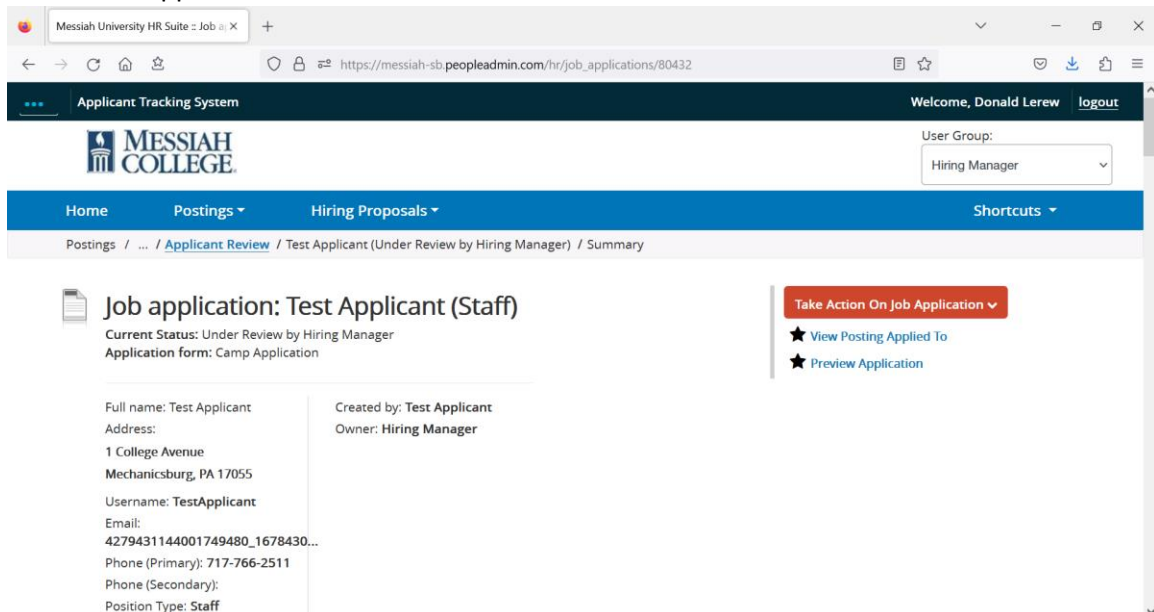 Messiah University HR Suite :: Job a
https://messiah-sb.peopleadmin.com/hr/job_applications/80432
Applicant Tracking System
Welcome, Donald Lerew logout
MESSIAH
COLLEGE.
User Group:
Hiring Manager
Home Postings Hiring Proposals Shortcuts
Postings / ... / Applicant Review / Test Applicant (Under Review by Hiring Manager) / Summary
Job application: Test Applicant (Staff)
Current Status: Under Review by Hiring Manager
Application form: Camp Application
Take Action On Job Application
View Posting Applied To
Preview Application
Full name: Test Applicant
Address:
1 College Avenue
Mechanicsburg, PA 17055
Username: TestApplicant
Email:
4279431144001749480_1678430...
Phone (Primary): 717-766-2511
Phone (Secondary):
Position Type: Staff
Created by: Test Applicant
Owner: Hiring Manager